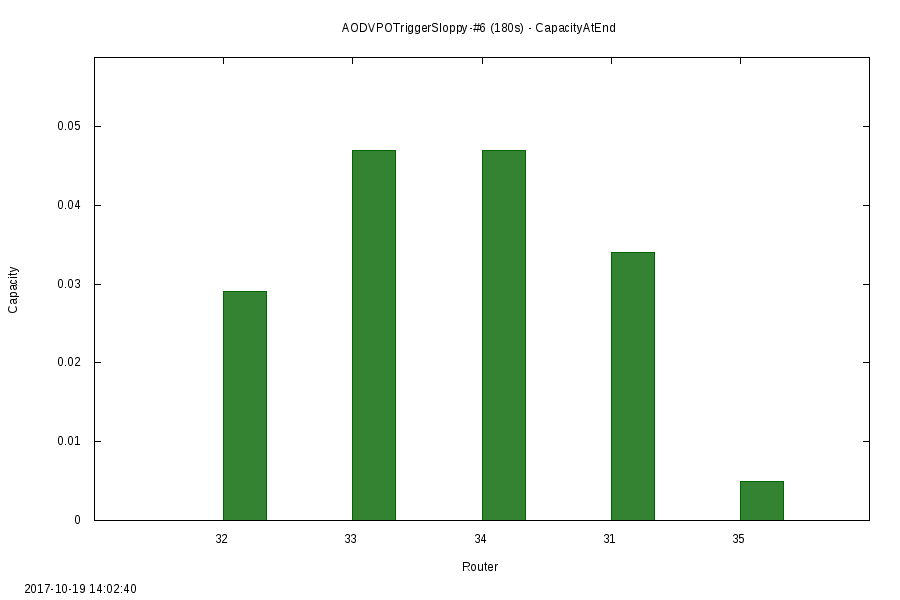 AODVPOTriggerSloppy-#6 (180s) - CapacityAtEnd
0.05
0.04
0.03
0.02
0.01
0
Capacity
32 33 34 31 35
Router
2017-10-19 14:02:40